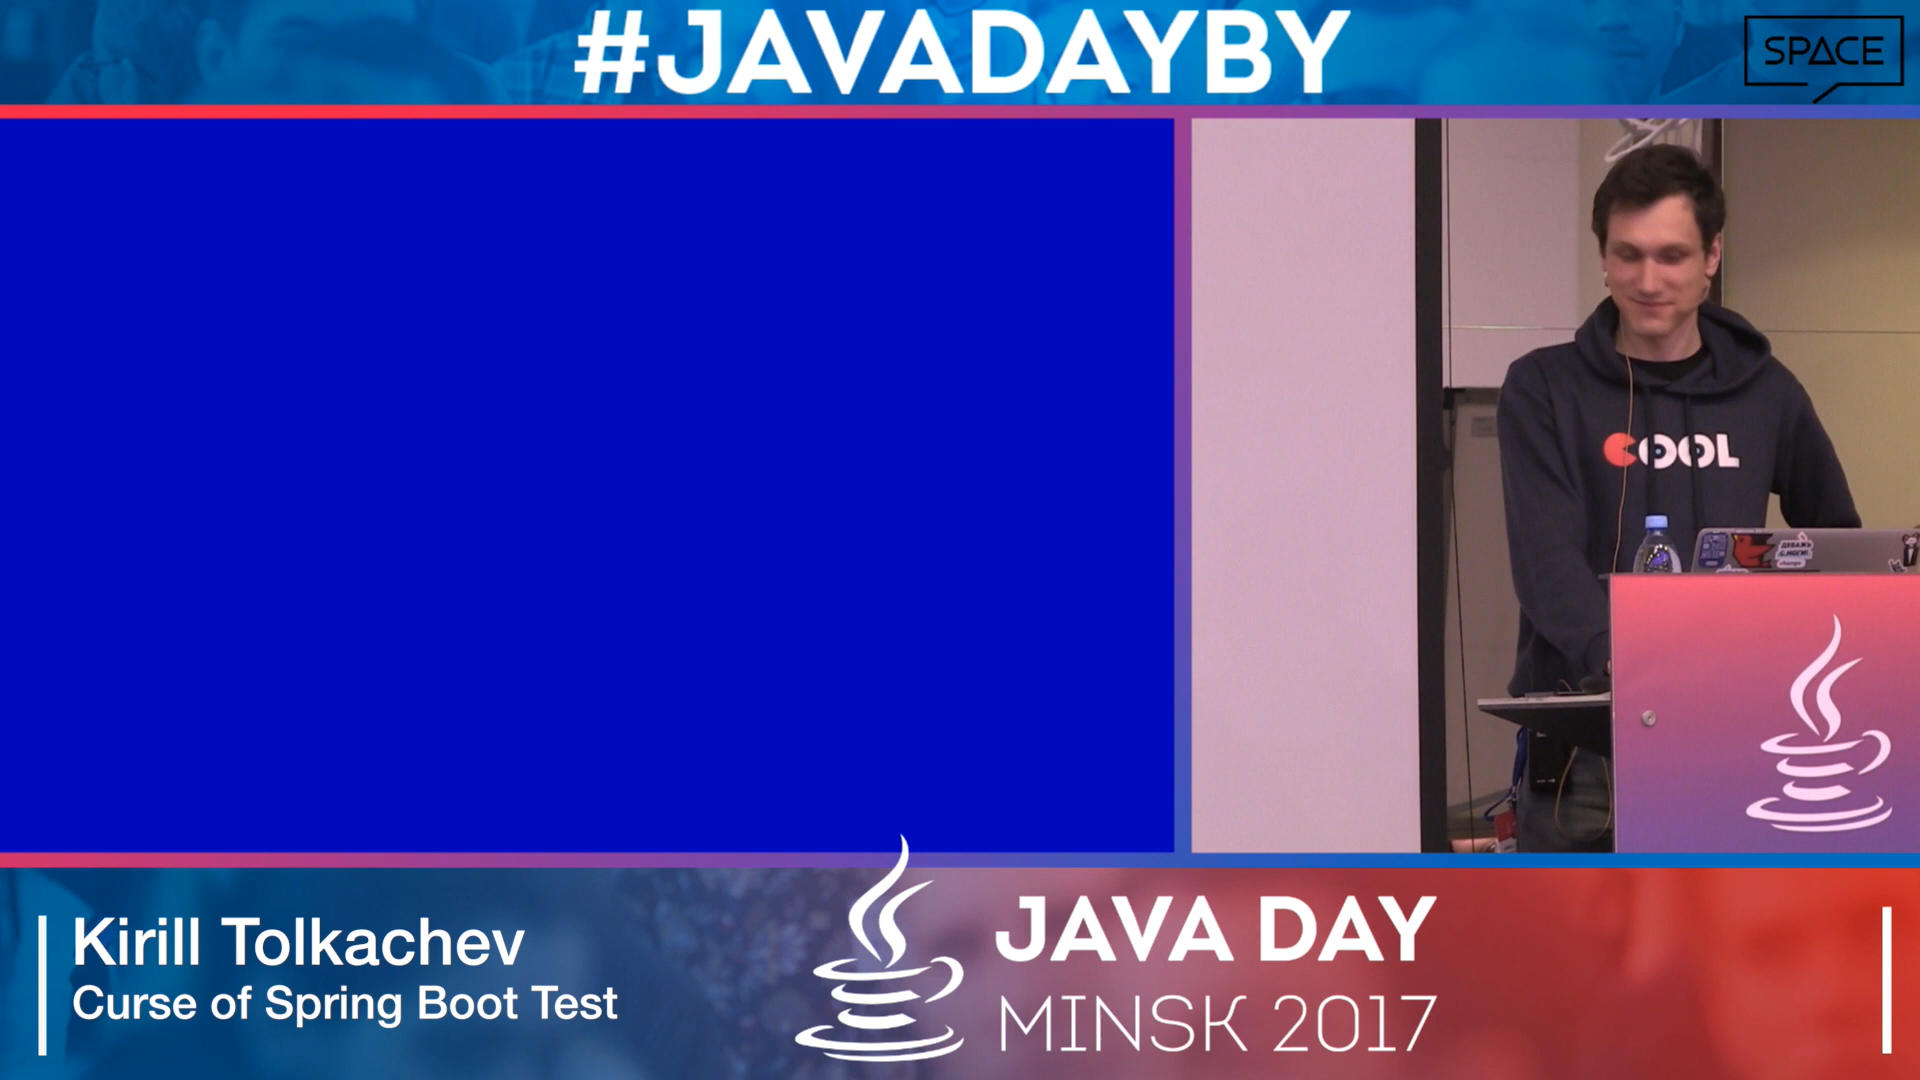 #JAVADAYBY
SPACE
COOL
Kirill Tolkachev
Curse of Spring Boot Test
JAVA DAY
MINSK 2017